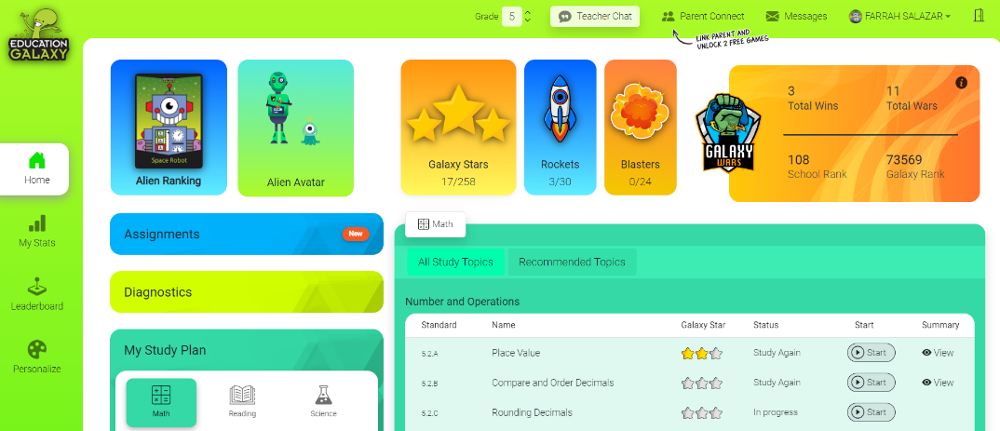 EDUCATION
GALAXY
Grade 5
Teacher Chat
Parent Connect
Messages
FARRAH SALAZAR
LINK PARENT AND
UNLOCK 2 FREE GAMES
Home
My Stats
Leaderboard
Personalize
Space Robot
Alien Ranking
Alien Avatar
Galaxy Stars
17/258
Rockets
3/30
Blasters
0/24
GALAXY
WARS
3
Total Wins
11
Total Wars
108
School Rank
73569
Galaxy Rank
Assignments New
Diagnostics
My Study Plan
Math Reading Science
Math
All Study Topics Recommended Topics
Number and Operations
Standard Name Galaxy Star Status Start Summary
5.2.A Place Value Study Again Start View
5.2.B Compare and Order Decimals Study Again Start View
5.2.C Rounding Decimals In progress Start